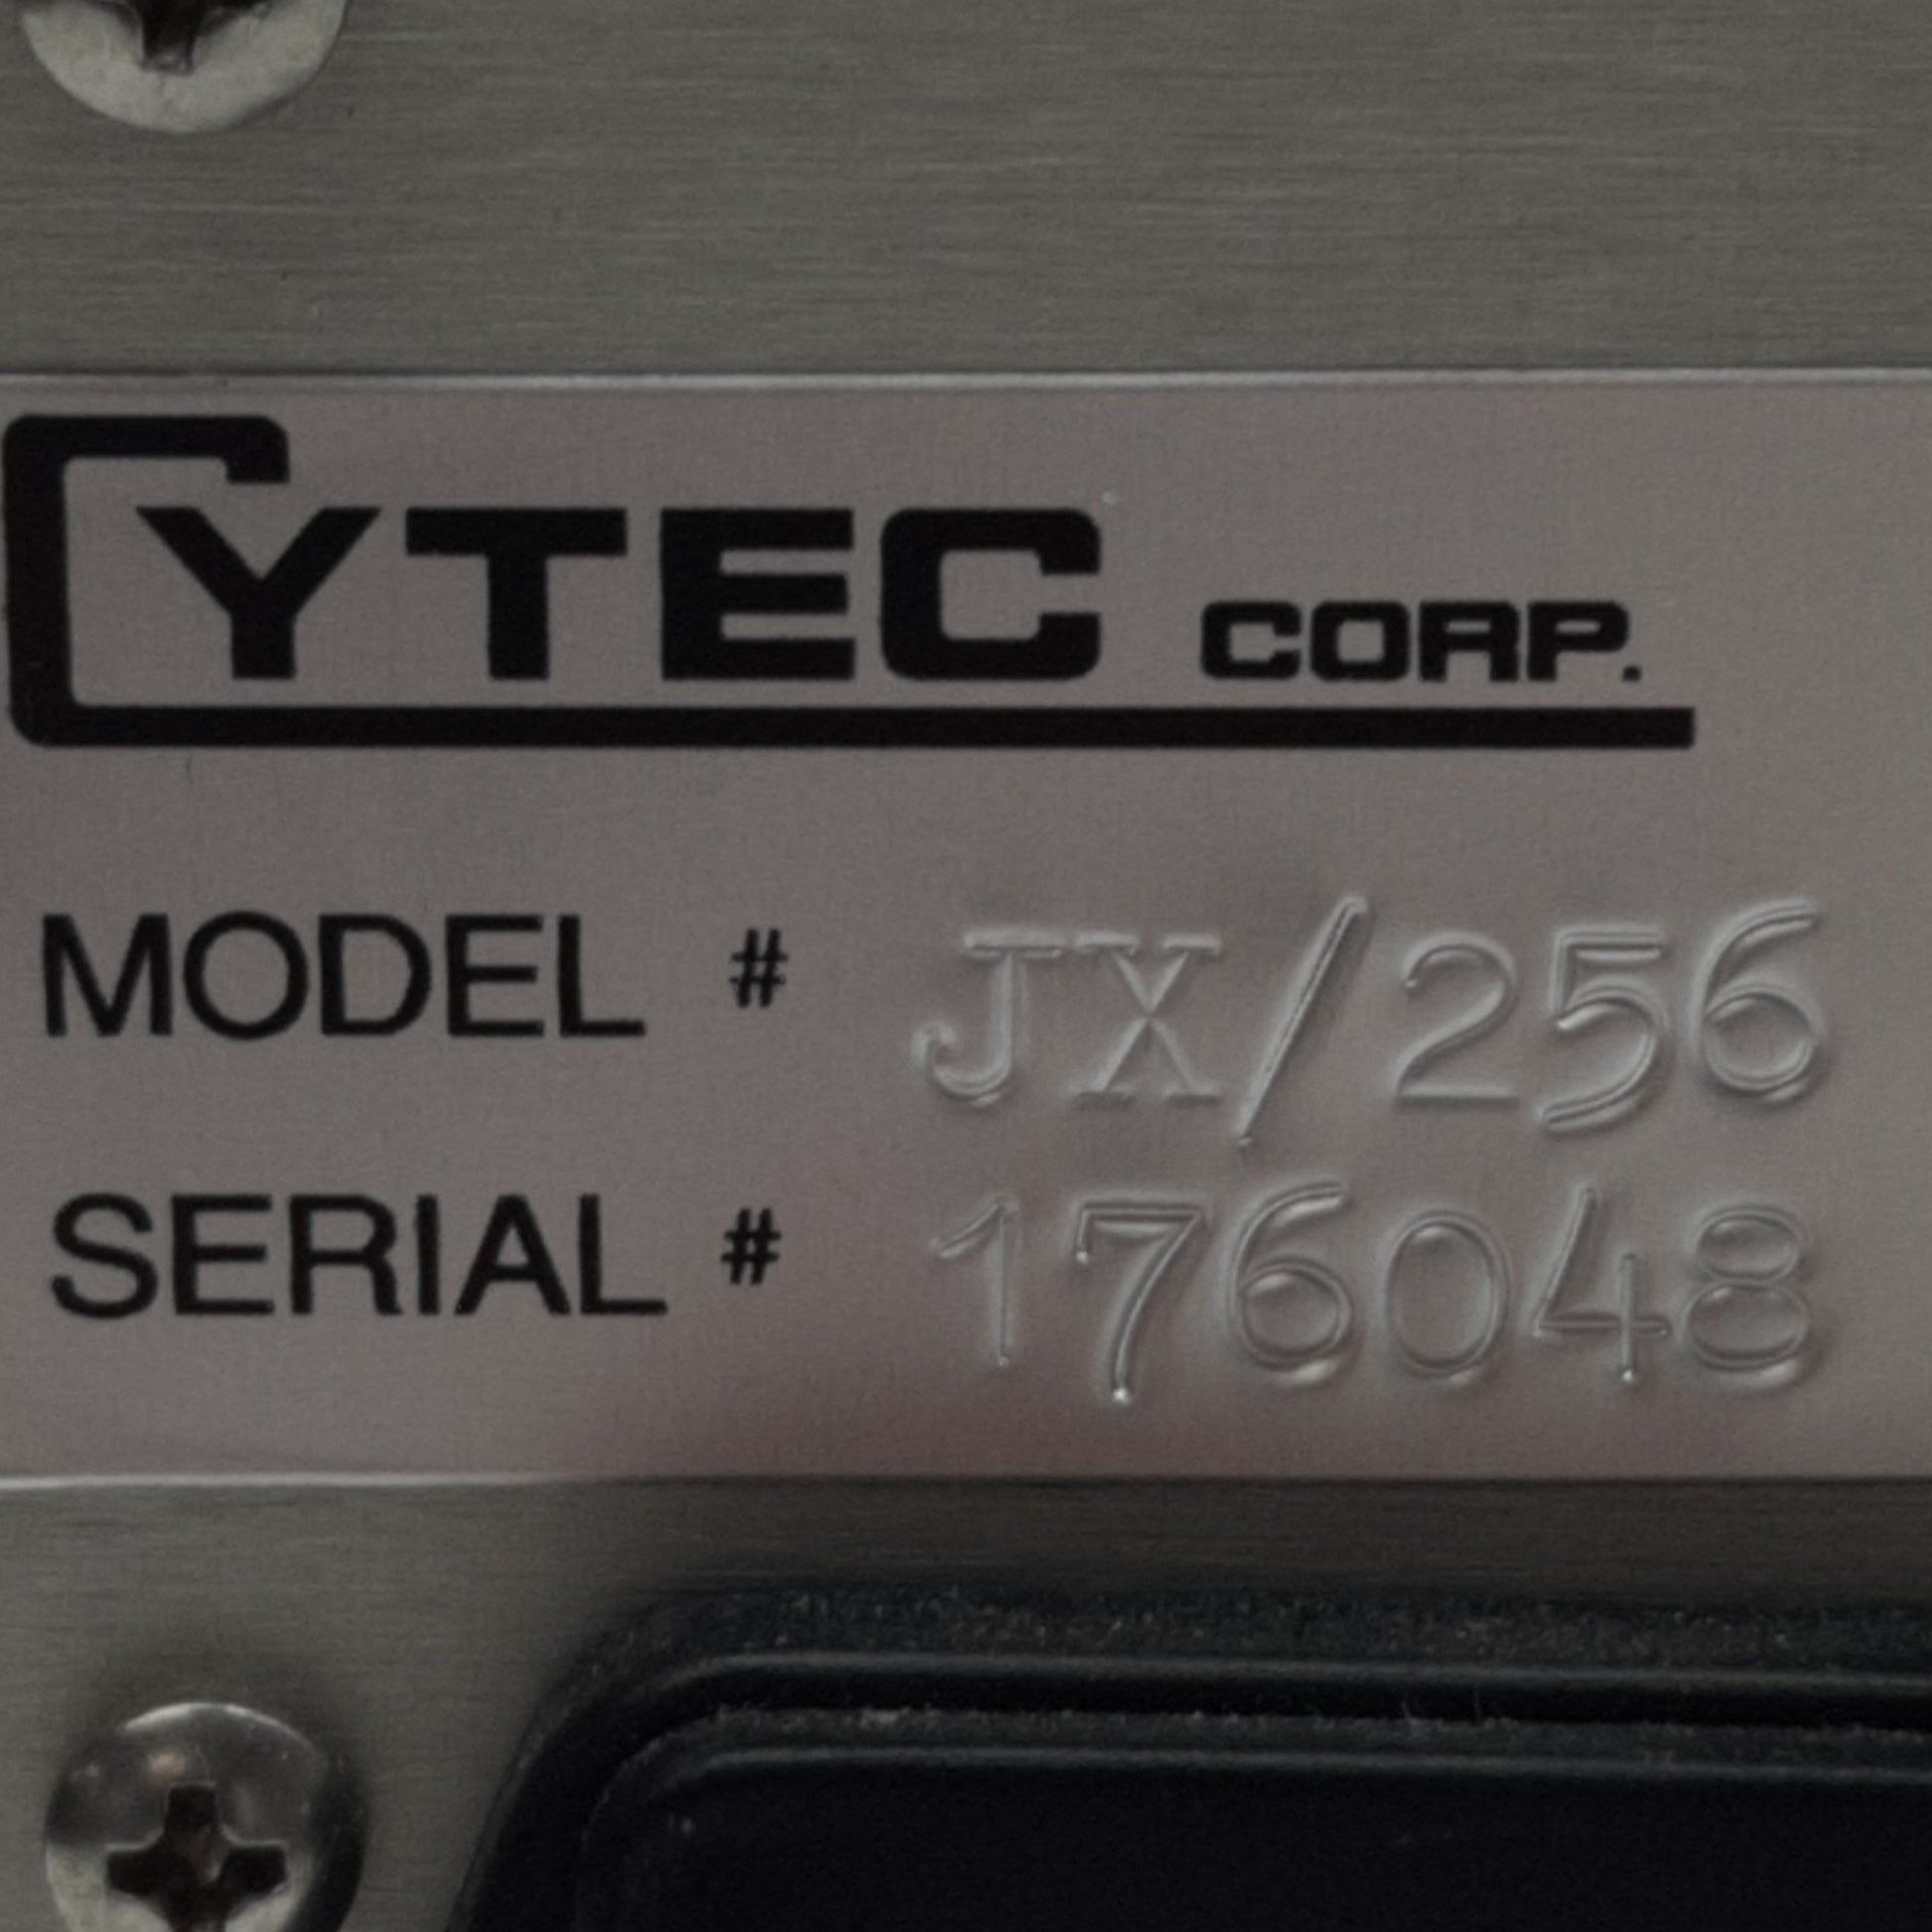 CYTEC CORP.
MODEL # JX/256
SERIAL # 176048